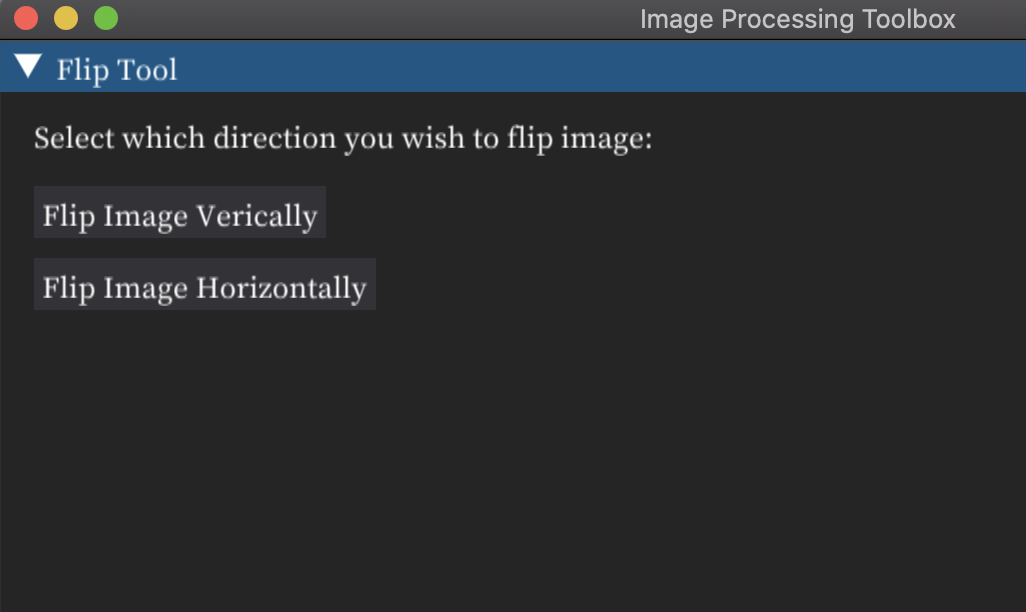 Image Processing Toolbox
Flip Tool
Select which direction you wish to flip image:
Flip Image Verically
Flip Image Horizontally